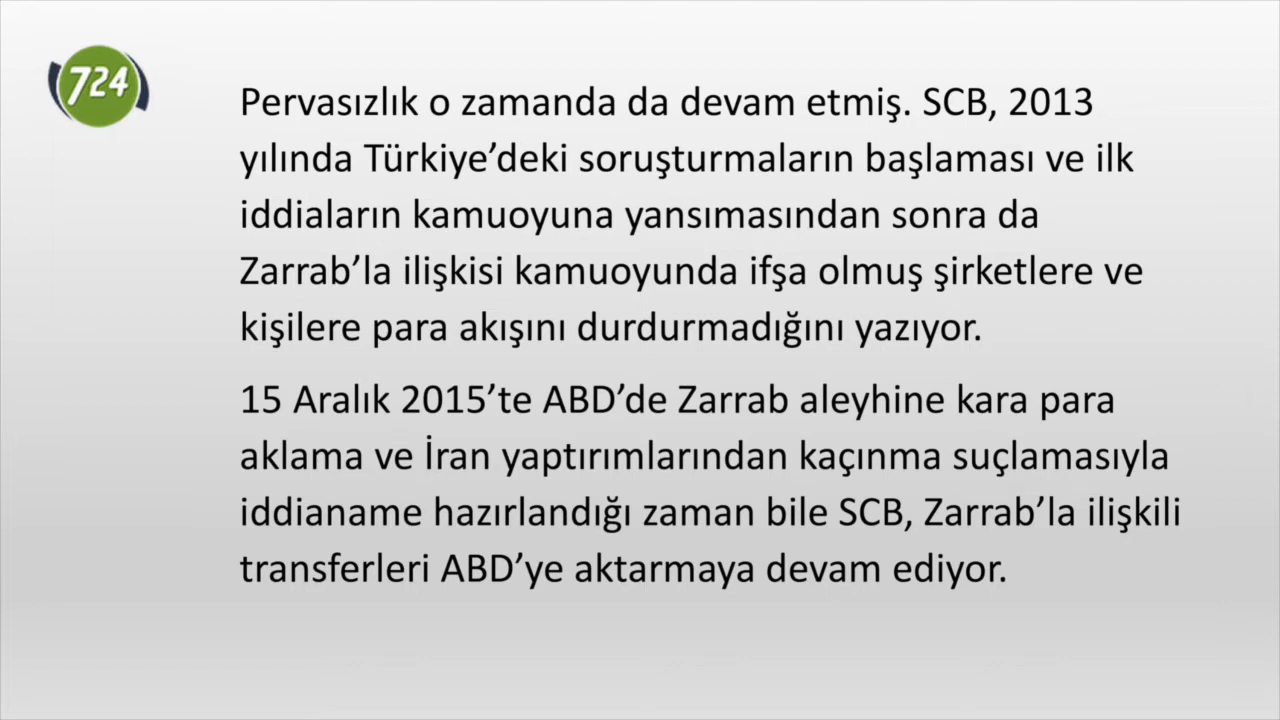 724
Pervasızlık o zamanda da devam etmiş. SCB, 2013
yılında Türkiye’deki soruşturmaların başlaması ve ilk
iddiaların kamuoyuna yansımasından sonra da
Zarrab’la ilişkisi kamuoyunda ifşa olmuş şirketlere ve
kişilere para akışını durdurmadığını yazıyor.
15 Aralık 2015’te ABD’de Zarrab aleyhine kara para
aklama ve İran yaptırımlarından kaçınma suçlamasıyla
iddianame hazırlandığı zaman bile SCB, Zarrab’la ilişkili
transferleri ABD’ye aktarmaya devam ediyor.